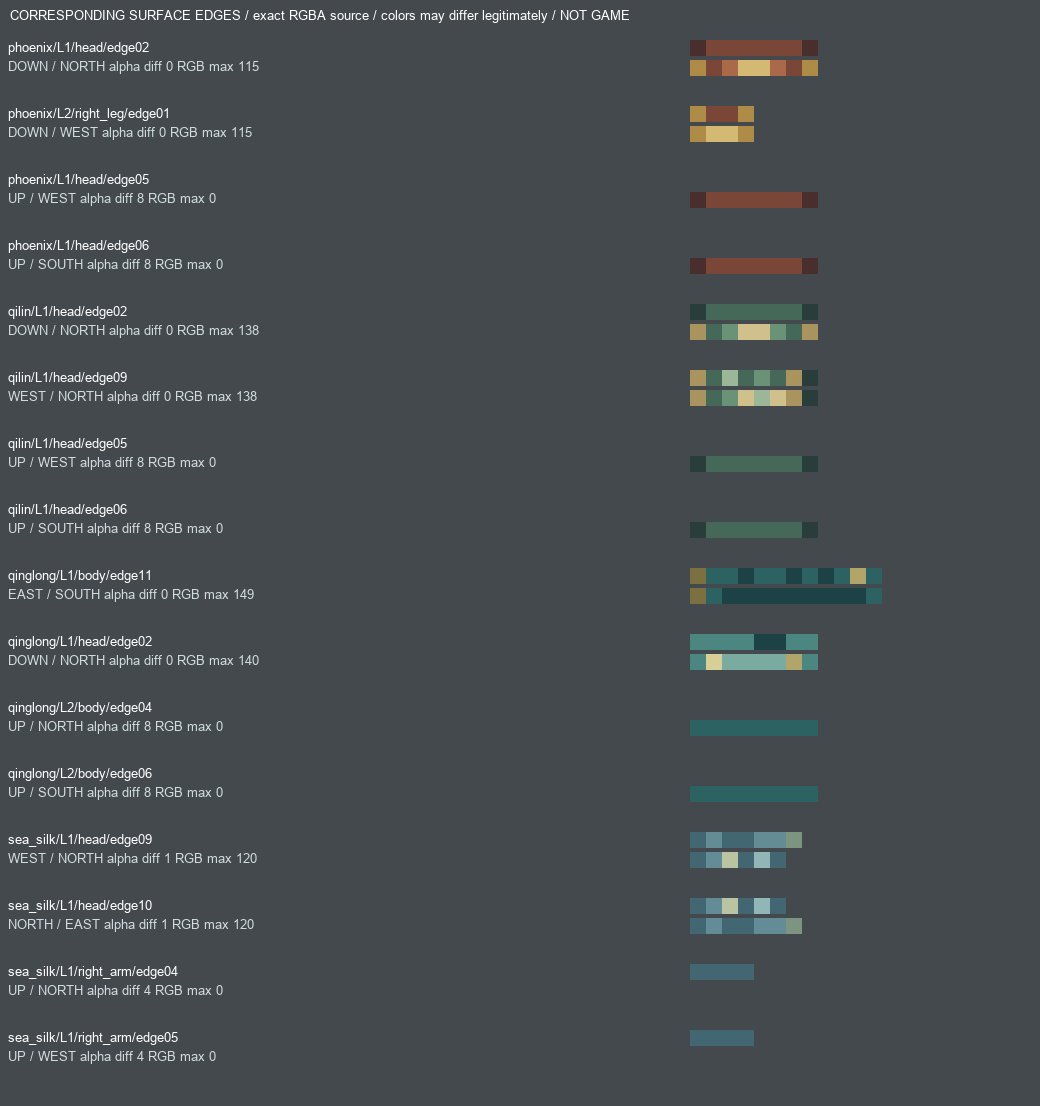 CORRESPONDING SURFACE EDGES / exact RGBA source / colors may differ legitimately / NOT GAME
phoenix/L1/head/edge02
DOWN / NORTH alpha diff 0 RGB max 115
phoenix/L2/right_leg/edge01
DOWN / WEST alpha diff 0 RGB max 115
phoenix/L1/head/edge05
UP / WEST alpha diff 8 RGB max 0
phoenix/L1/head/edge06
UP / SOUTH alpha diff 8 RGB max 0
qilin/L1/head/edge02
DOWN / NORTH alpha diff 0 RGB max 138
qilin/L1/head/edge09
WEST / NORTH alpha diff 0 RGB max 138
qilin/L1/head/edge05
UP / WEST alpha diff 8 RGB max 0
qilin/L1/head/edge06
UP / SOUTH alpha diff 8 RGB max 0
qinglong/L1/body/edge11
EAST / SOUTH alpha diff 0 RGB max 149
qinglong/L1/head/edge02
DOWN / NORTH alpha diff 0 RGB max 140
qinglong/L2/body/edge04
UP / NORTH alpha diff 8 RGB max 0
qinglong/L2/body/edge06
UP / SOUTH alpha diff 8 RGB max 0
sea_silk/L1/head/edge09
WEST / NORTH alpha diff 1 RGB max 120
sea_silk/L1/head/edge10
NORTH / EAST alpha diff 1 RGB max 120
sea_silk/L1/right_arm/edge04
UP / NORTH alpha diff 4 RGB max 0
sea_silk/L1/right_arm/edge05
UP / WEST alpha diff 4 RGB max 0